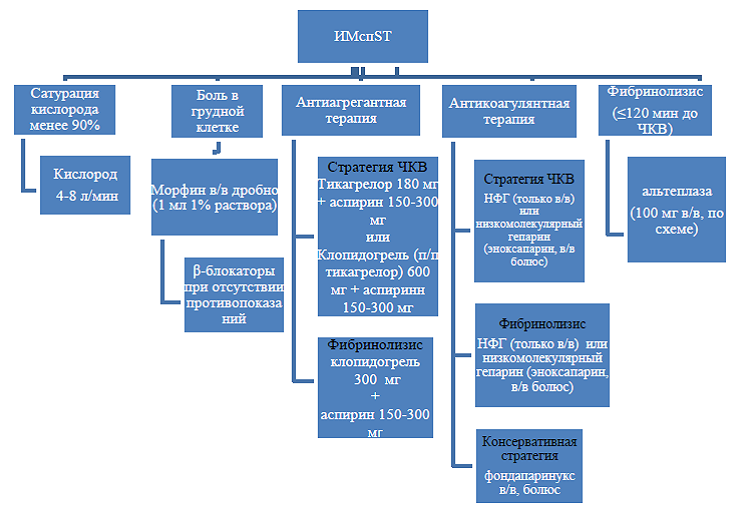 ИМспST
Сатурация
кислорода
менее 90%
Кислород
4-8 л/мин
Боль в
грудной
клетке
Морфин в/в дробно
(1 мл 1% раствора)
β-блокаторы
при отсутствии
противопоказа
ний
Антиагрегантная
терапия
Стратегия ЧКВ
Тикагрелор 180 мг
+ аспирин 150-300
мг
или
Клопидогрель (п/п
тикагрелор) 600
мг + аспиринн
150-300 мг
Фибринолизис
клопидогрель
300 мг
+
аспирин 150-300
мг
Антикоагулянтная
терапия
Стратегия ЧКВ
НФГ (только в/в) или
низкомолекулярный
гепарин
(эноксапарин, в/в
болюс)
Фибринолизис
НФГ (только в/в) или
низкомолекулярный
гепарин (эноксапарин,
в/в болюс)
Консервативная
стратегия
фондапаринукс
в/в, болюс
Фибринолизис
(≤120 мин до
ЧКВ)
альтеплаза
(100 мг в/в, по
схеме)